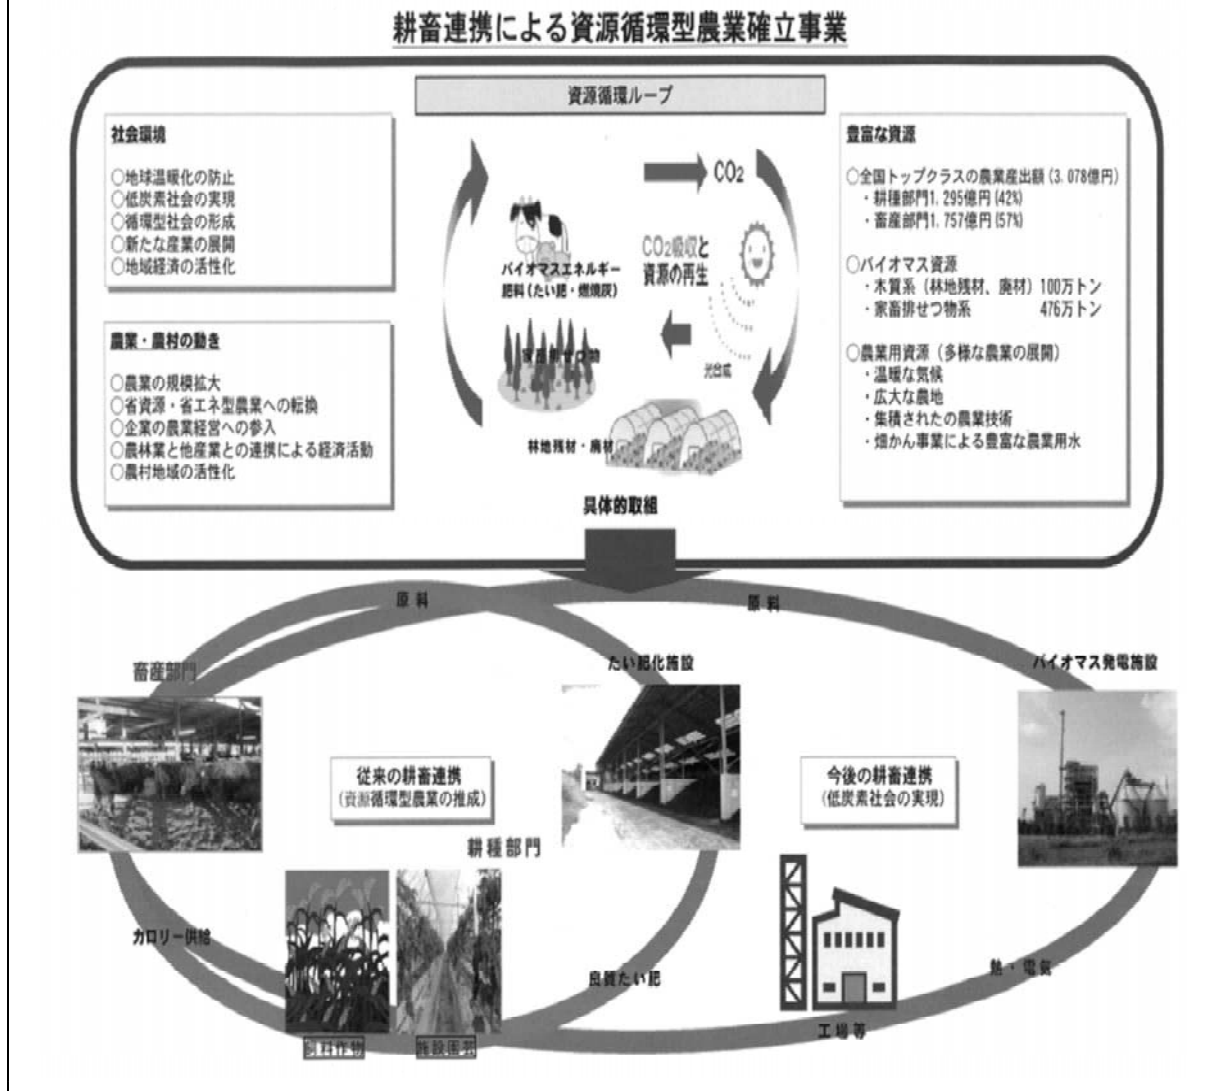 耕畜連携による資源循環型農業確立事業
資源循環ループ
社会環境
○地球温暖化の防止
○低炭素社会の実現
○循環型社会の形成
○新たな産業の展開
○地域経済の活性化
農業・農村の動き
○農業の規模拡大
○省資源・省エネ型農業への転換
○企業の農業経営への参入
○農林業と他産業との連携による経済活動
○農村地域の活性化
CO2
CO2吸収と
資源の再生
バイオマスエネルギー
肥料(たい肥・燃焼灰)
家畜排せつ物
光合成
林地残材・廃材
豊富な資源
○全国トップクラスの農業産出額(3,078億円)
・耕種部門1,295億円(42%)
・畜産部門1,757億円(57%)
○バイオマス資源
・木質系(林地残材、廃材) 100万トン
・家畜排せつ物系 476万トン
○農業用資源(多様な農業の展開)
・温暖な気候
・広大な農地
・集積されたの農業技術
・畑かん事業による豊富な農業用水
具体的取組
原料
原料
畜産部門
たい肥化施設
バイオマス発電施設
従来の耕畜連携
(資源循環型農業の推成)
今後の耕畜連携
(低炭素社会の実現)
耕種部門
カロリー供給
良質たい肥
熱・電気
工場等
飼料作物
施設園芸